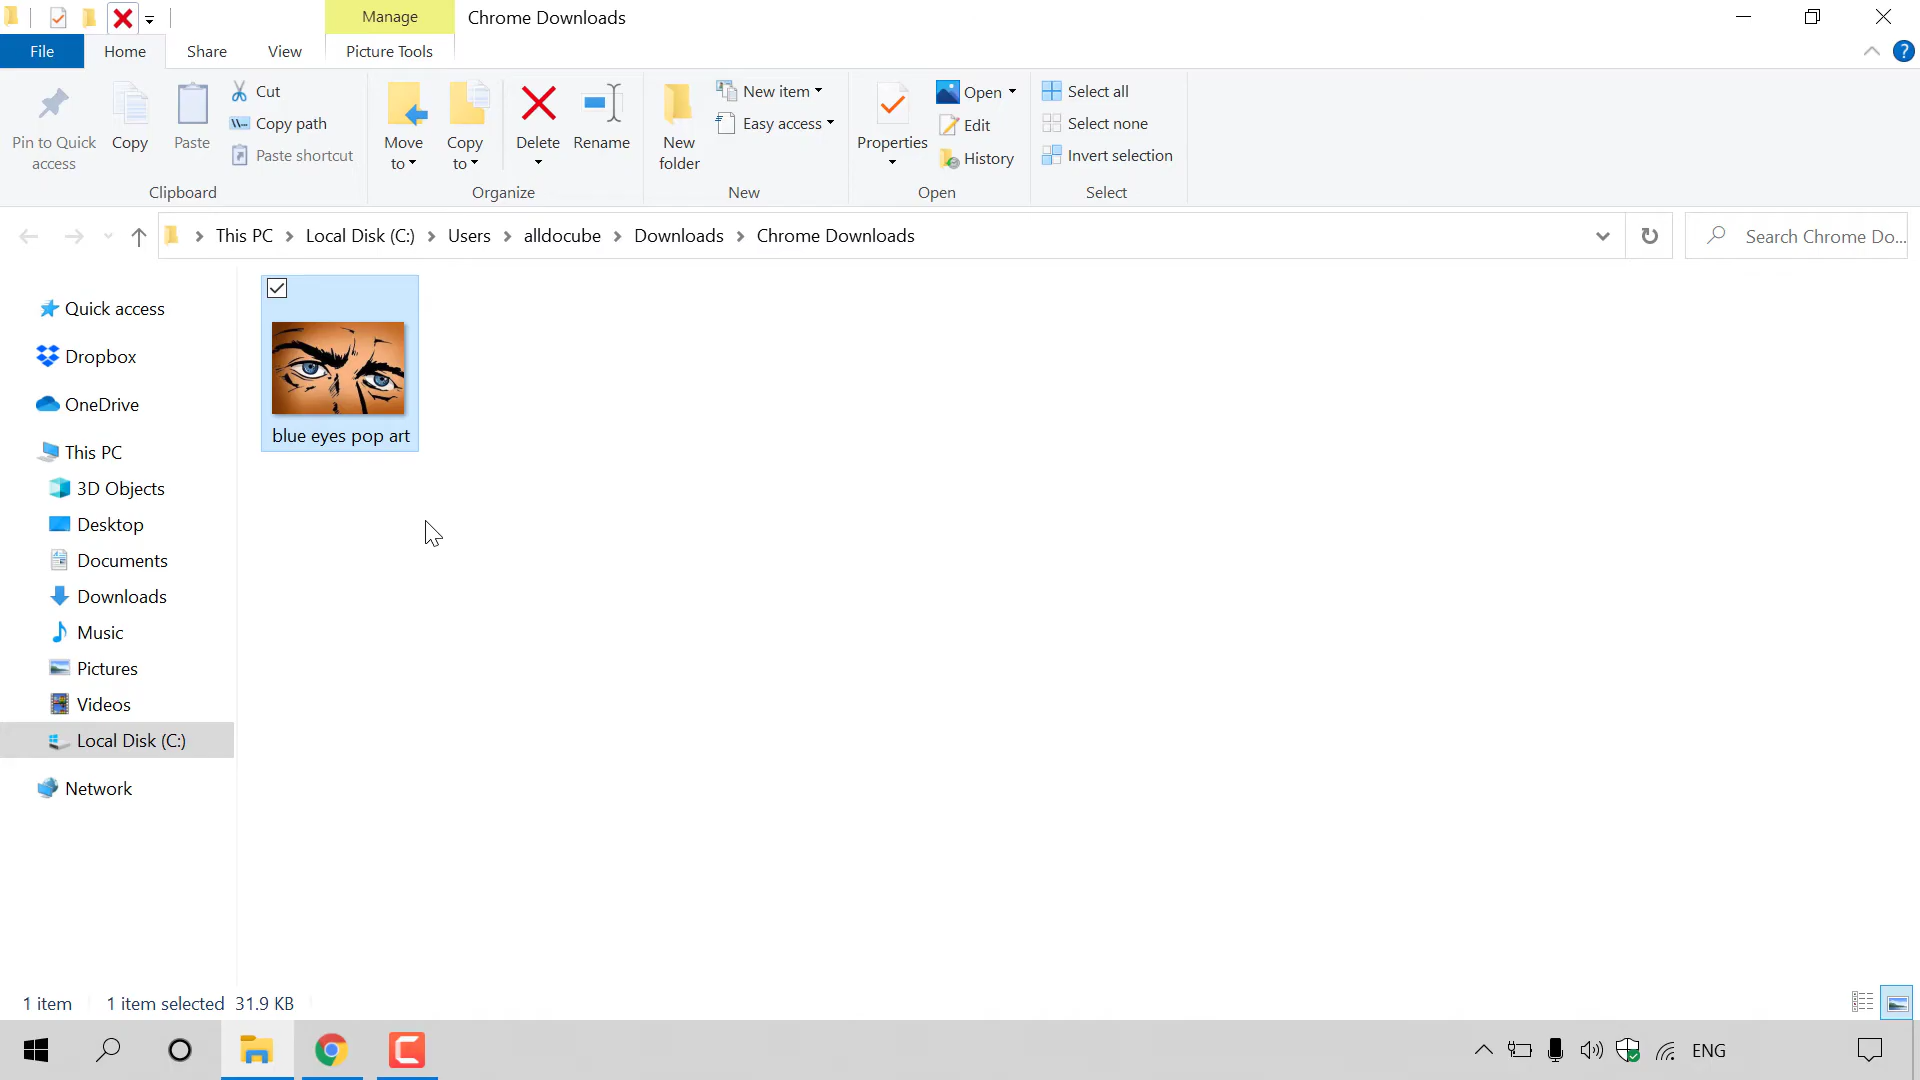 Manage
Chrome Downloads
File
Home
Share
View
Picture Tools
Pin to Quick access
Copy
Paste
Cut
Copy path
Paste shortcut
Clipboard
Move to
Copy to
Delete
Rename
Organize
New folder
New item
Easy access
New
Properties
Open
Edit
History
Open
Select all
Select none
Invert selection
Select
This PC
Local Disk (C:)
Users
alldocube
Downloads
Chrome Downloads
Search Chrome Do...
Quick access
Dropbox
OneDrive
This PC
3D Objects
Desktop
Documents
Downloads
Music
Pictures
Videos
Local Disk (C:)
Network
blue eyes pop art
1 item
1 item selected 31.9 KB
ENG